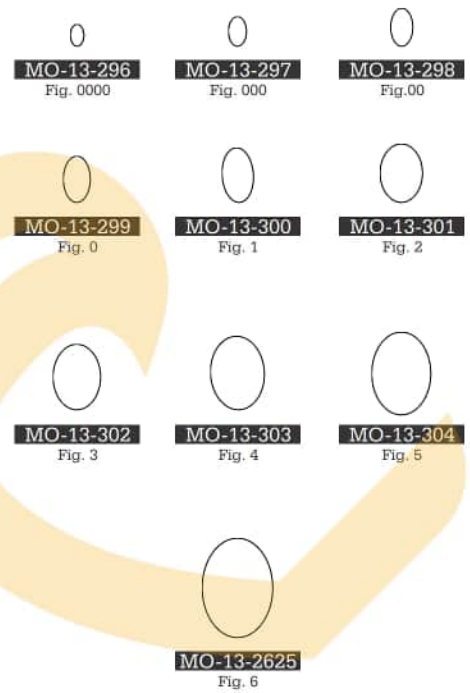 MO-13-296 MO-13-297 MO-13-298
Fig. 0000 Fig. 000 Fig.00
MO-13-299 MO-13-300 MO-13-301
Fig. 0 Fig. 1 Fig. 2
MO-13-302 MO-13-303 MO-13-304
Fig. 3 Fig. 4 Fig. 5
MO-13-2625
Fig. 6